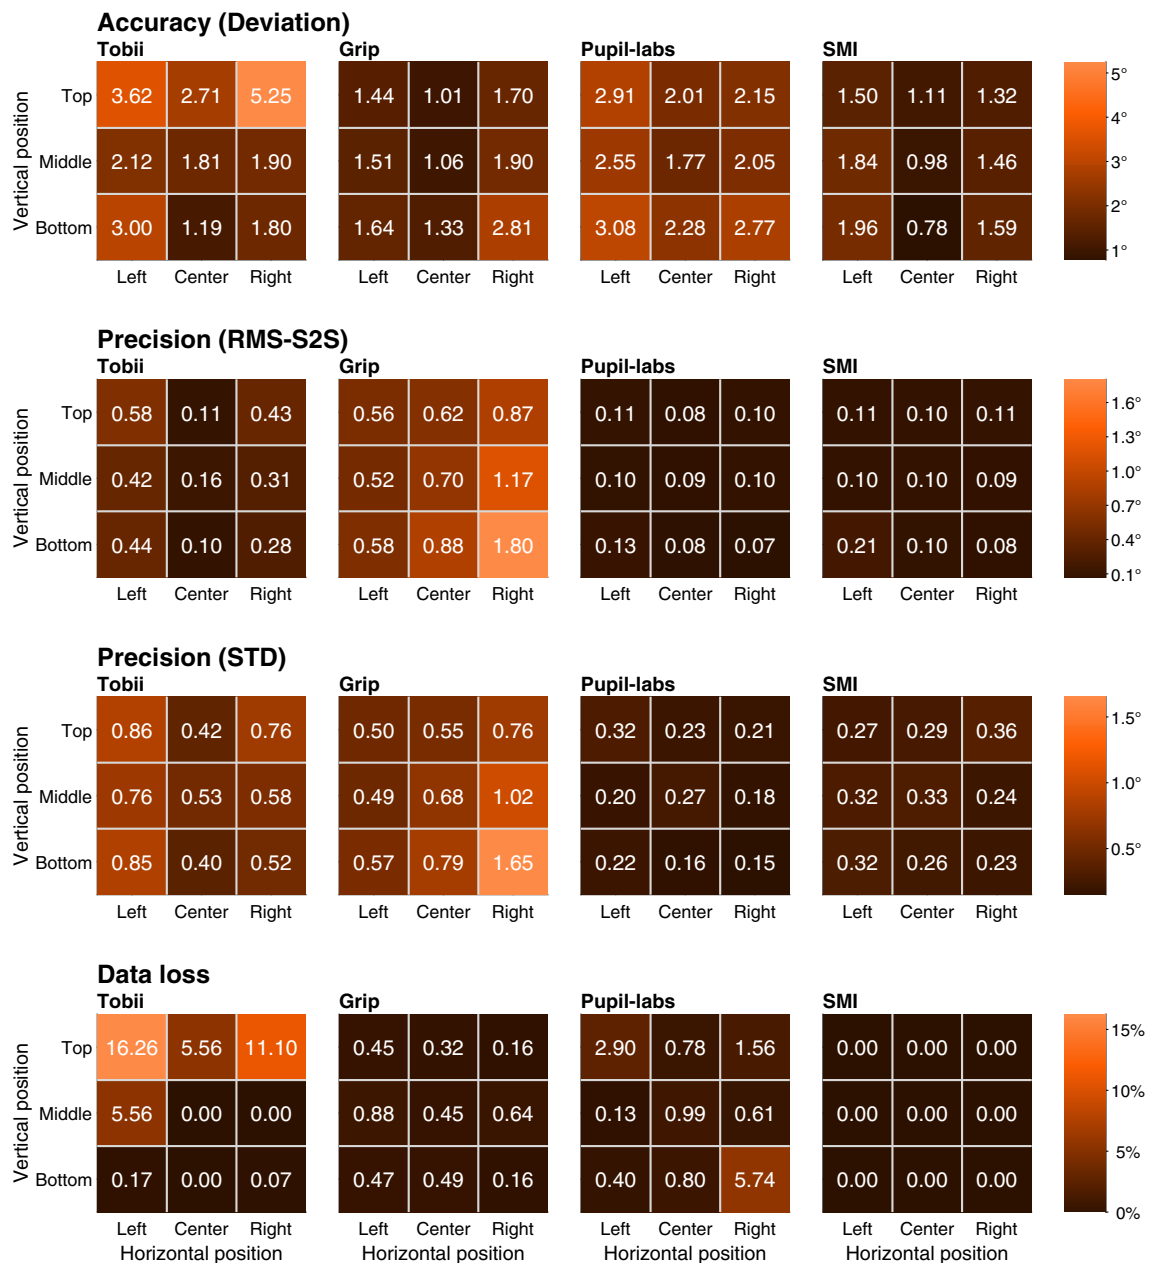 Accuracy (Deviation)
Tobii Grip Pupil-labs SMI
Vertical position
Top 3.62 2.71 5.25 1.44 1.01 1.70 2.91 2.01 2.15 1.50 1.11 1.32
Middle 2.12 1.81 1.90 1.51 1.06 1.90 2.55 1.77 2.05 1.84 0.98 1.46
Bottom 3.00 1.19 1.80 1.64 1.33 2.81 3.08 2.28 2.77 1.96 0.78 1.59
Left Center Right Left Center Right Left Center Right Left Center Right
5°
4°
3°
2°
1°
Precision (RMS-S2S)
Tobii Grip Pupil-labs SMI
Vertical position
Top 0.58 0.11 0.43 0.56 0.62 0.87 0.11 0.08 0.10 0.11 0.10 0.11
Middle 0.42 0.16 0.31 0.52 0.70 1.17 0.10 0.09 0.10 0.10 0.10 0.09
Bottom 0.44 0.10 0.28 0.58 0.88 1.80 0.13 0.08 0.07 0.21 0.10 0.08
Left Center Right Left Center Right Left Center Right Left Center Right
1.6°
1.3°
1.0°
0.7°
0.4°
0.1°
Precision (STD)
Tobii Grip Pupil-labs SMI
Vertical position
Top 0.86 0.42 0.76 0.50 0.55 0.76 0.32 0.23 0.21 0.27 0.29 0.36
Middle 0.76 0.53 0.58 0.49 0.68 1.02 0.20 0.27 0.18 0.32 0.33 0.24
Bottom 0.85 0.40 0.52 0.57 0.79 1.65 0.22 0.16 0.15 0.32 0.26 0.23
Left Center Right Left Center Right Left Center Right Left Center Right
1.5°
1.0°
0.5°
Data loss
Tobii Grip Pupil-labs SMI
Vertical position
Top 16.26 5.56 11.10 0.45 0.32 0.16 2.90 0.78 1.56 0.00 0.00 0.00
Middle 5.56 0.00 0.00 0.88 0.45 0.64 0.13 0.99 0.61 0.00 0.00 0.00
Bottom 0.17 0.00 0.07 0.47 0.49 0.16 0.40 0.80 5.74 0.00 0.00 0.00
Left Center Right Left Center Right Left Center Right Left Center Right
Horizontal position Horizontal position Horizontal position Horizontal position
15%
10%
5%
0%